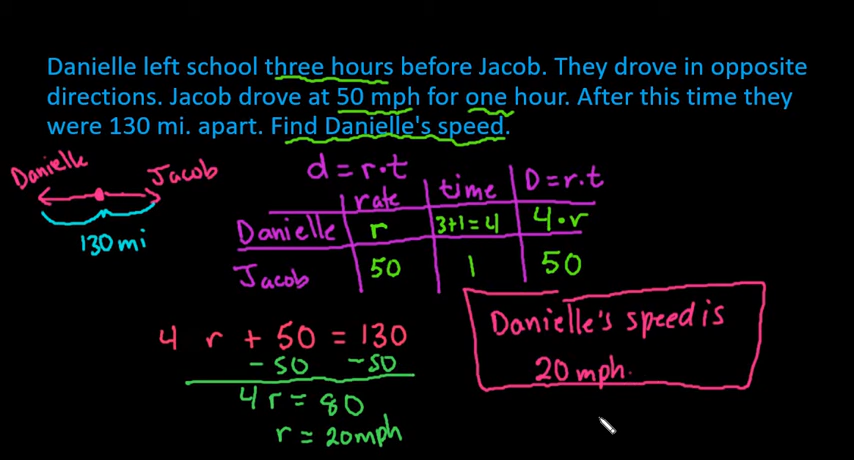 Danielle left school three hours before Jacob. They drove in opposite
directions. Jacob drove at 50 mph for one hour. After this time they
were 130 mi. apart. Find Danielle's speed.
Danielle
Jacob
130 mi
d = r·t
rate time D = r.t
Danielle r 3+1=4 4·r
Jacob 50 1 50
4 r + 50 = 130
-50 -50
4r = 80
r = 20mph
Danielle's speed is
20 mph.